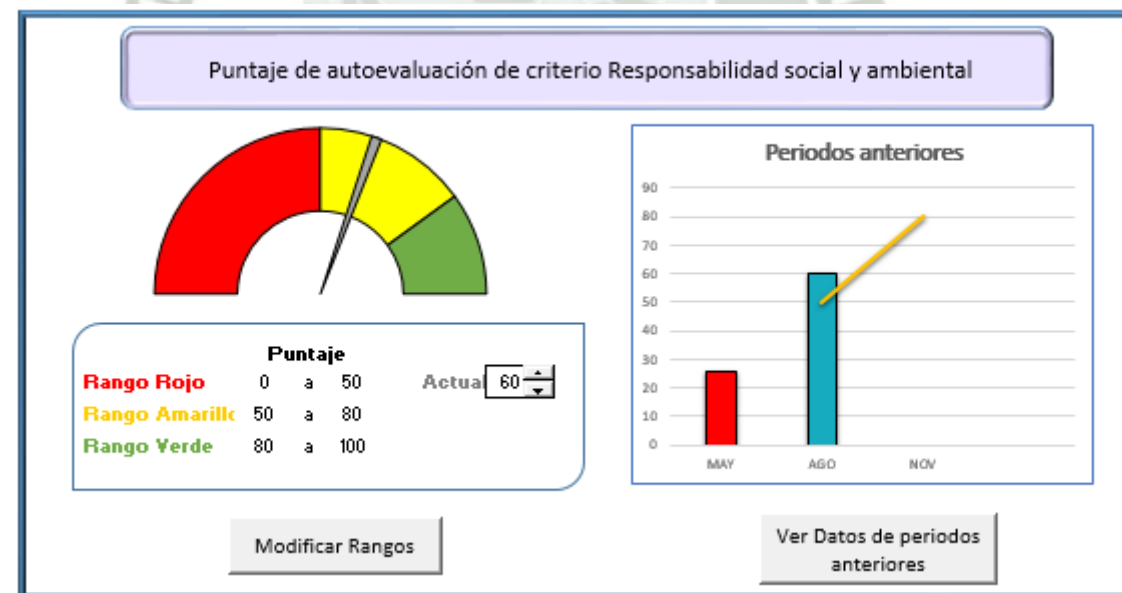 Puntaje de autoevaluación de criterio Responsabilidad social y ambiental
Periodos anteriores
90
80
70
60
50
40
30
20
10
0
MAY AGO NOV
Puntaje
Rango Rojo 0 a 50 Actual 60
Rango Amarillo 50 a 80
Rango Verde 80 a 100
Modificar Rangos
Ver Datos de periodos
anteriores